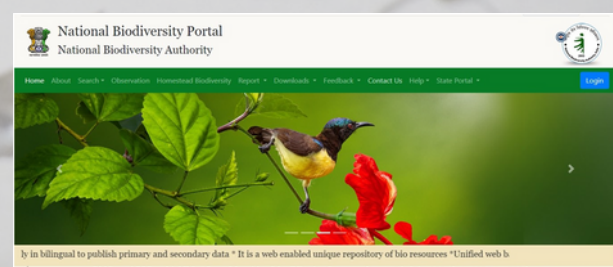 National Biodiversity Portal
National Biodiversity Authority
Home About Search Observation Homestead Biodiversity Report Downloads Feedback Contact Us Help State Portal Login
ly in bilingual to publish primary and secondary data * It is a web enabled unique repository of bio resources *Unified web b